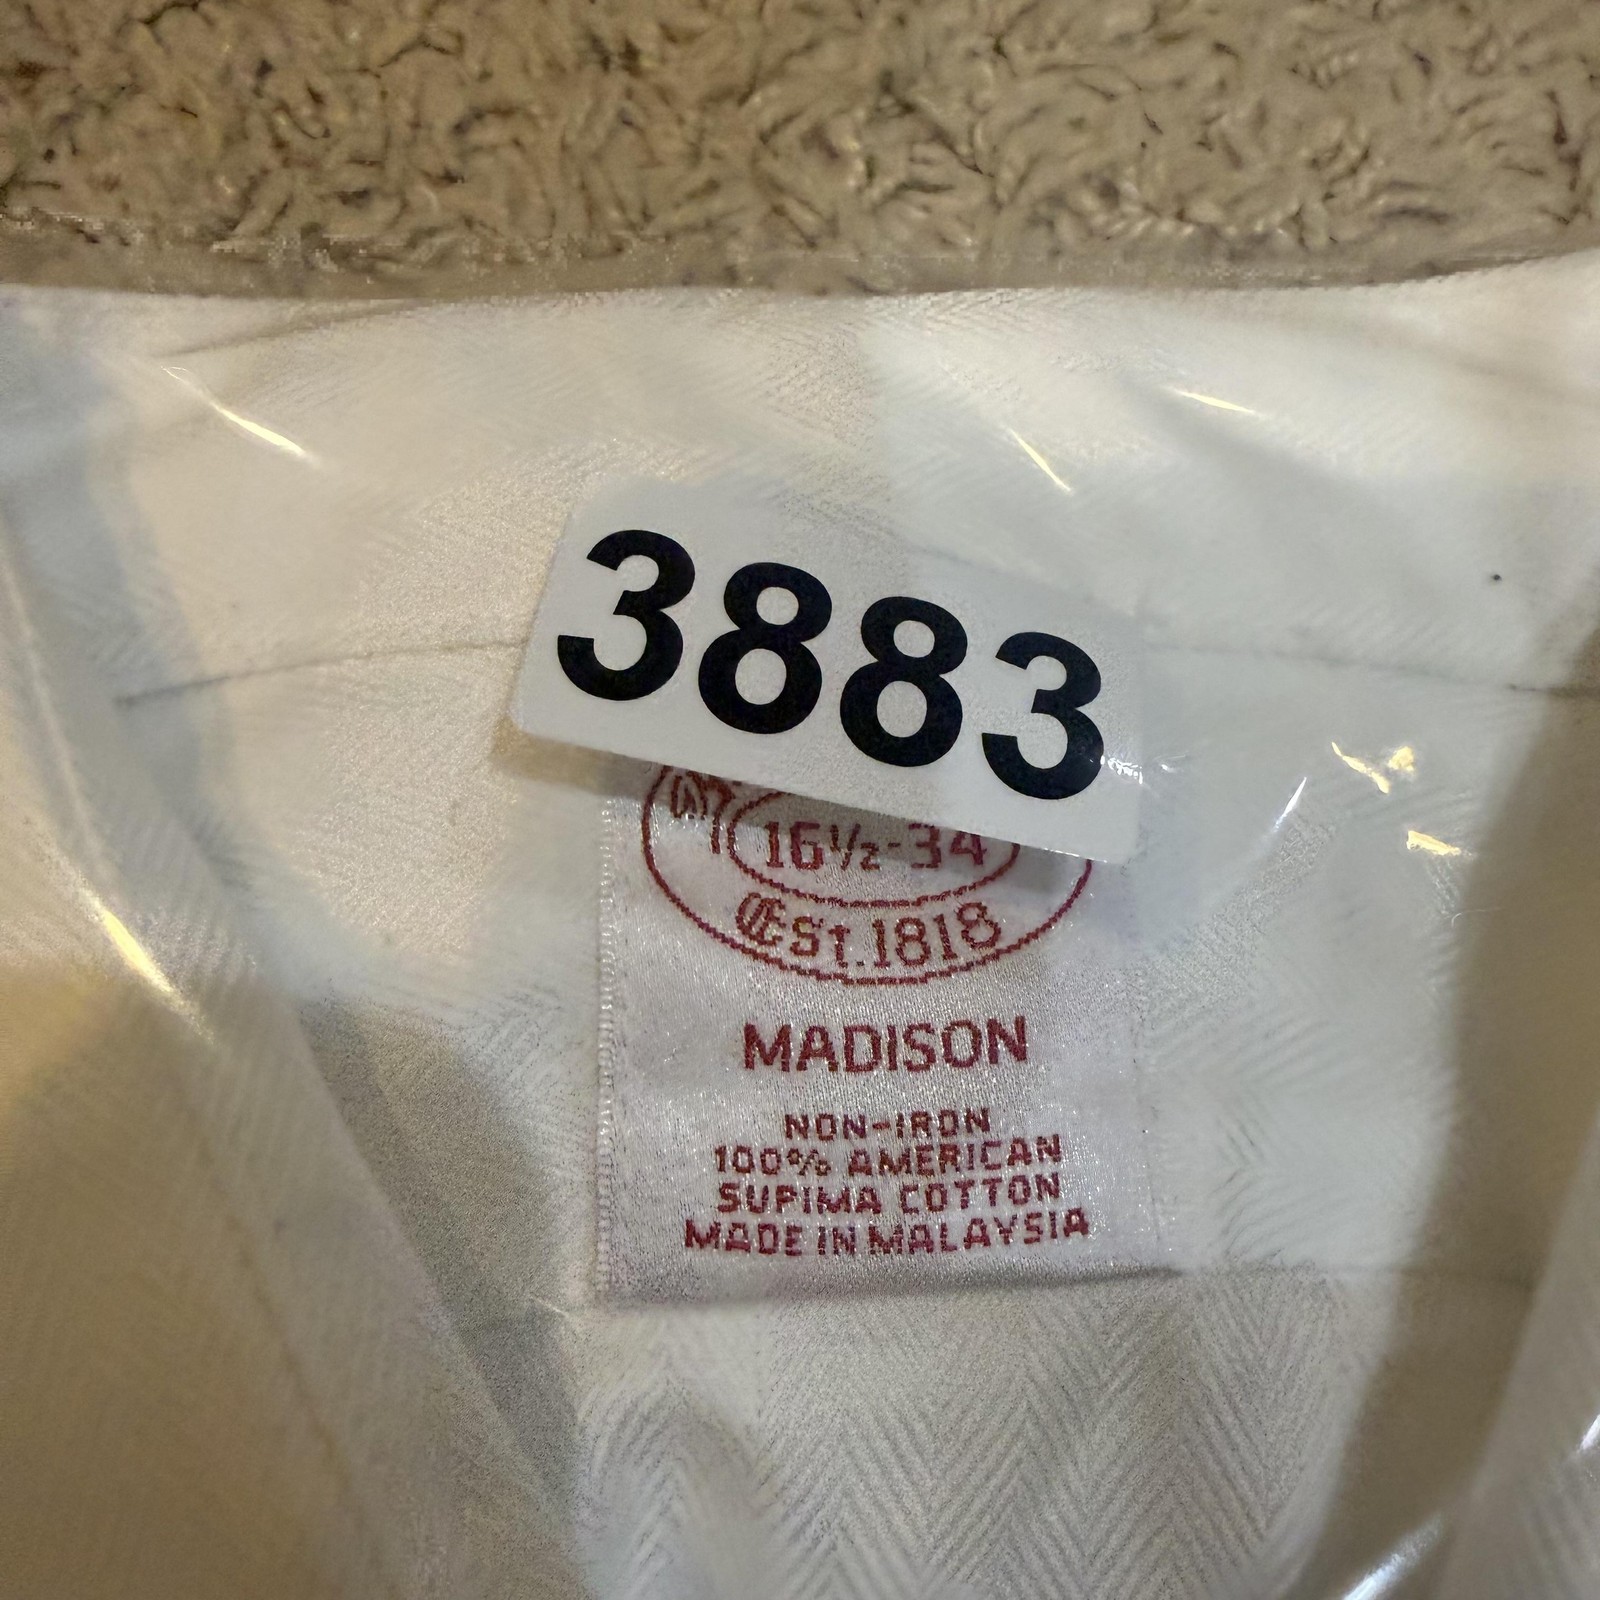 3883
16½-34
Est.1818
MADISON
NON-IRON
100% AMERICAN
SUPIMA COTTON
MADE IN MALAYSIA